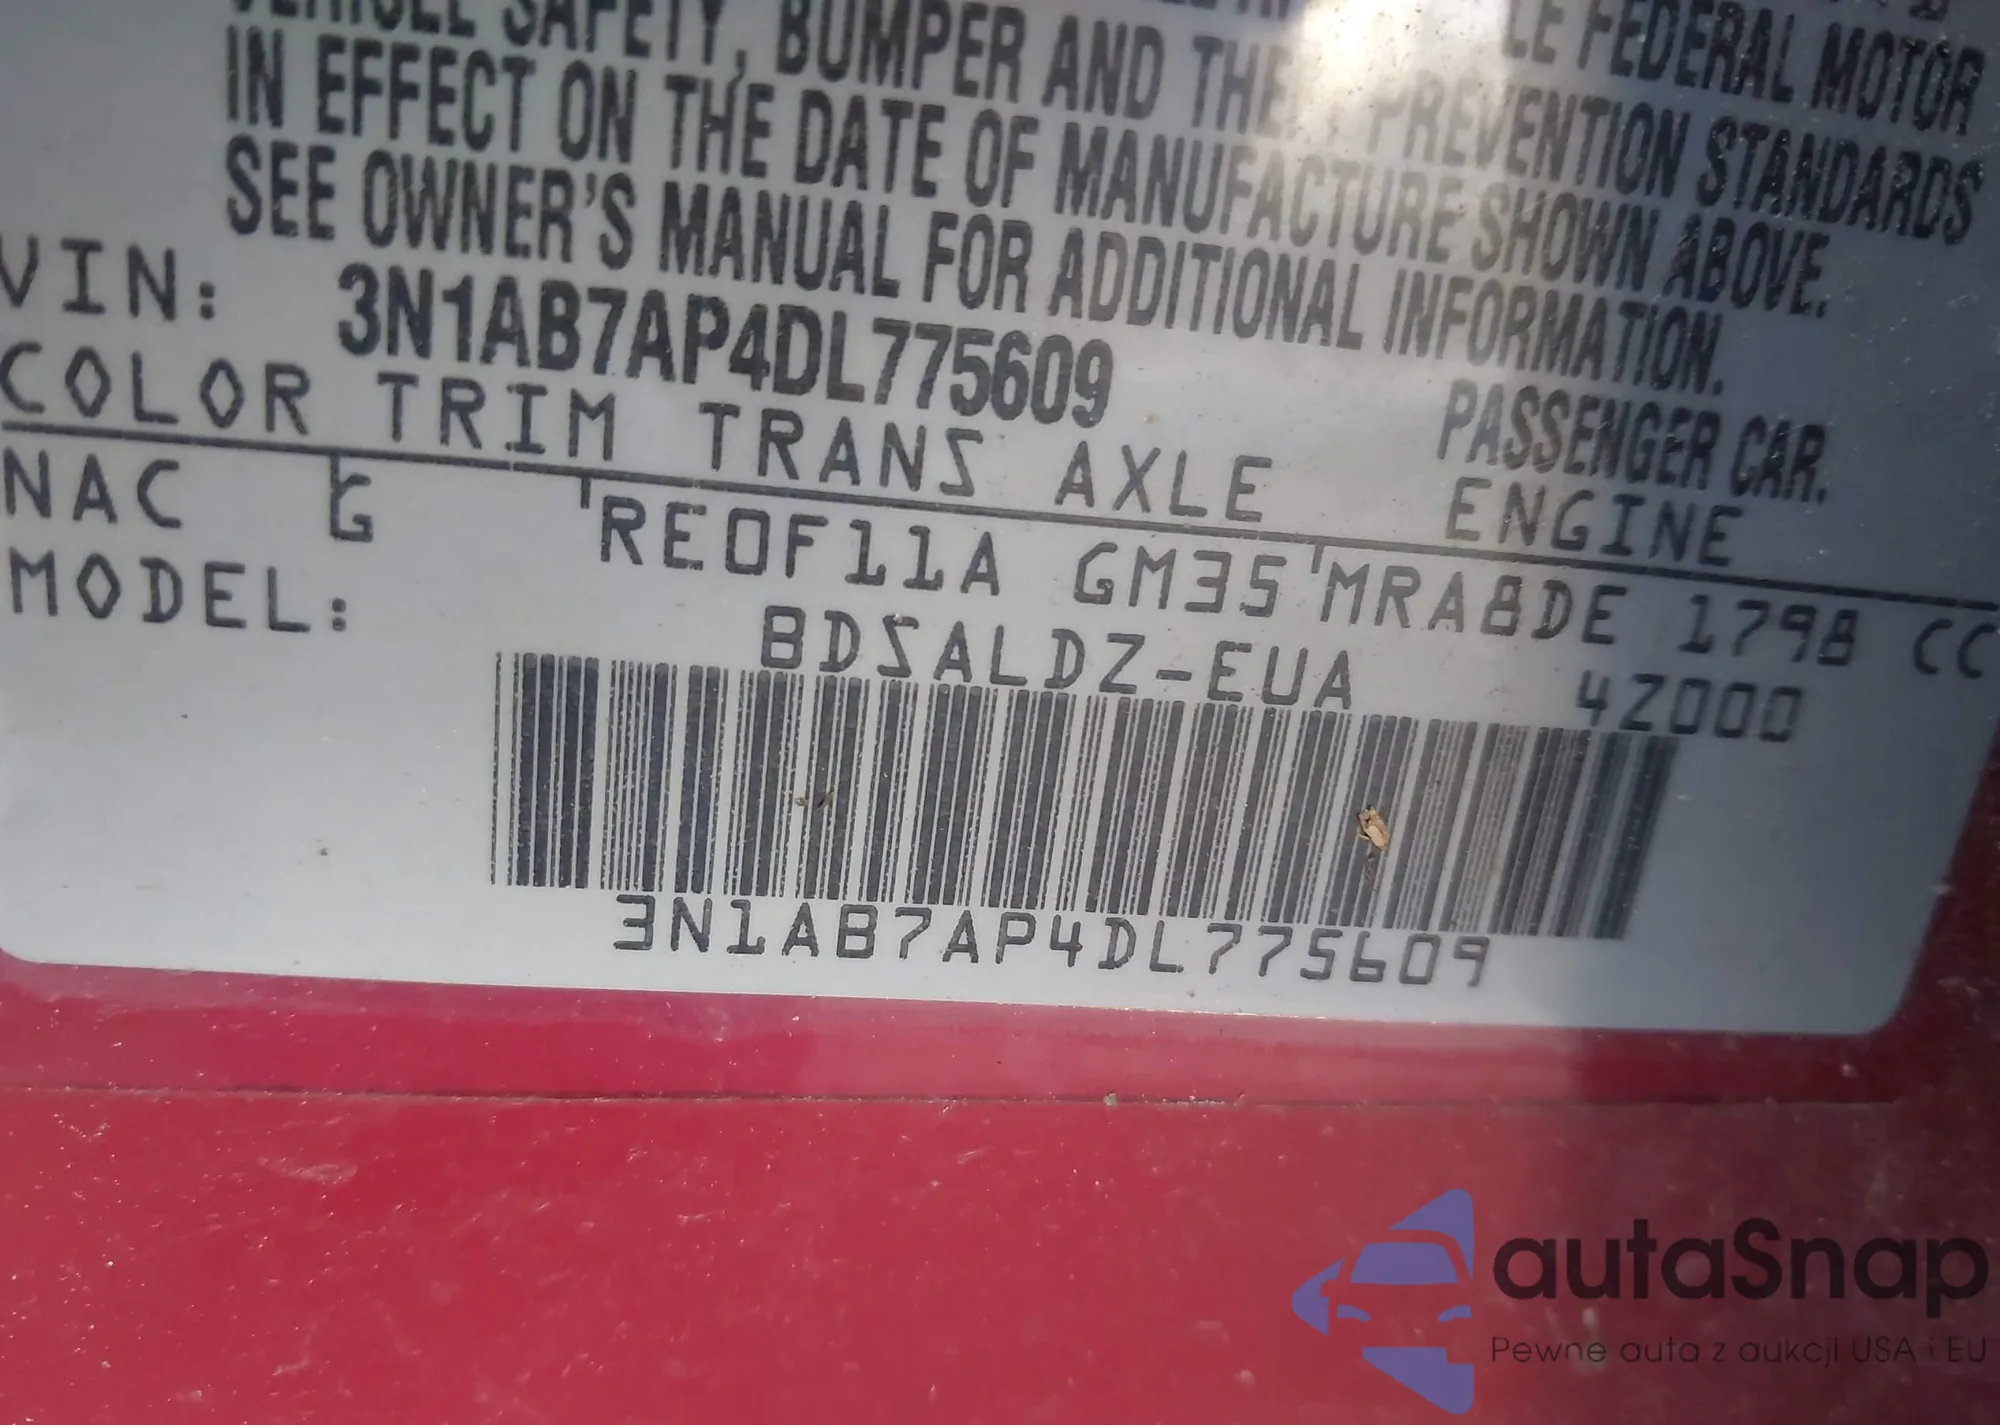 VEHICLE SAFETY, BUMPER AND THEFT PREVENTION STANDARDS
LE FEDERAL MOTOR
IN EFFECT ON THE DATE OF MANUFACTURE SHOWN ABOVE.
SEE OWNER'S MANUAL FOR ADDITIONAL INFORMATION.
VIN: 3N1AB7AP4DL775609 PASSENGER CAR.
COLOR TRIM TRANS AXLE ENGINE
NAC G RE0F11A GM35 MRA8DE 1798 CC
MODEL: BDSALDZ-EUA 42000
3N1AB7AP4DL775609
autaSnap
Pewne auta z aukcji USA i EU